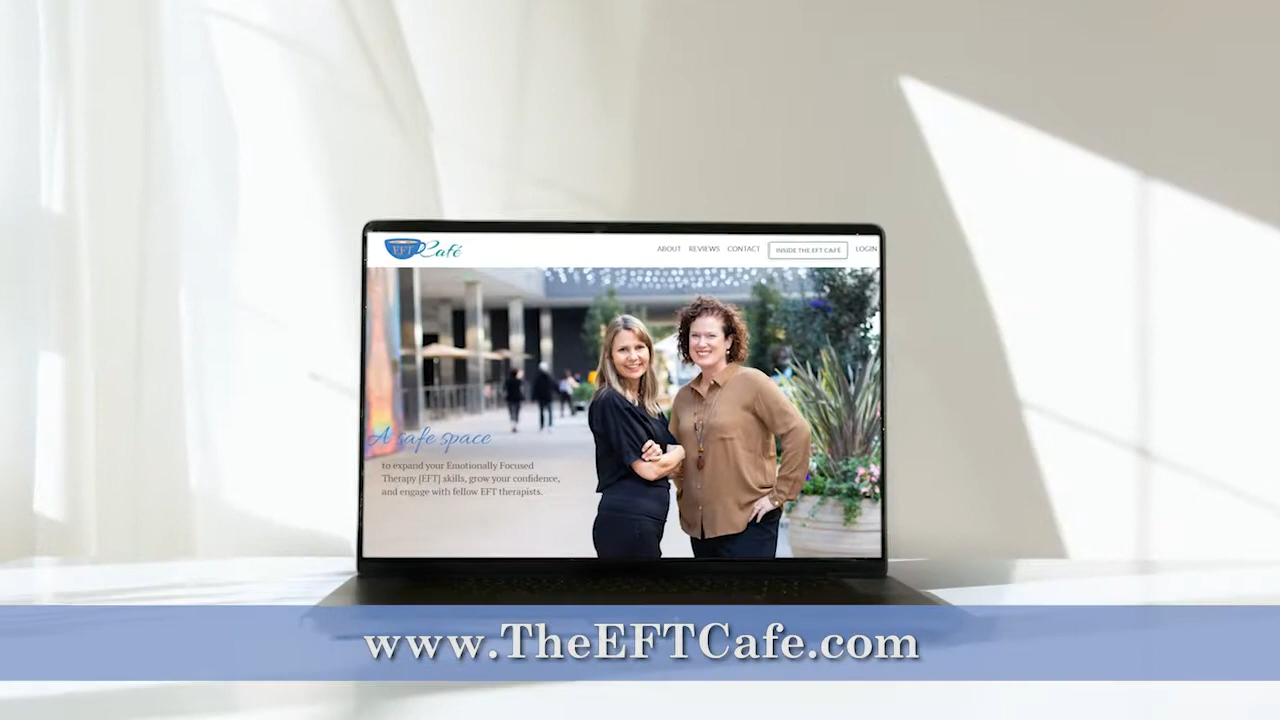 EFT Café
ABOUT REVIEWS CONTACT INSIDE THE EFT CAFÉ LOGIN
A safe space
to expand your Emotionally Focused
Therapy [EFT] skills, grow your confidence,
and engage with fellow EFT therapists.
www.TheEFTCafe.com